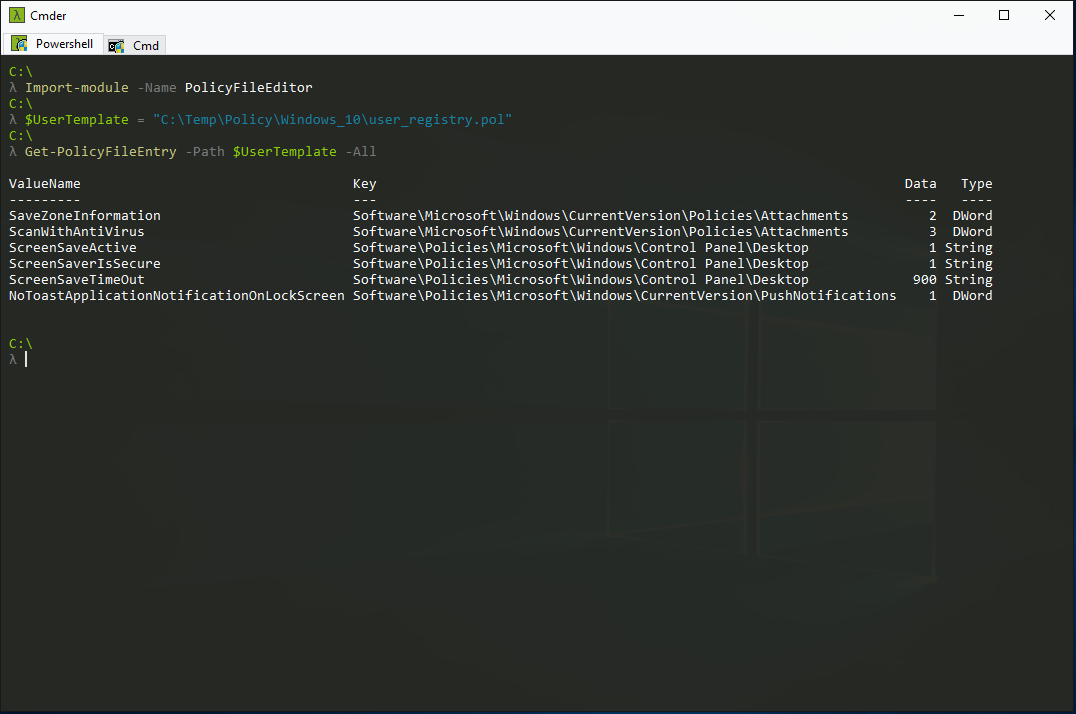 Cmder
Powershell Cmd
C:\
λ Import-module -Name PolicyFileEditor
C:\
λ $UserTemplate = "C:\Temp\Policy\Windows_10\user_registry.pol"
C:\
λ Get-PolicyFileEntry -Path $UserTemplate -All
ValueName Key Data Type
--------- --- ---- ----
SaveZoneInformation Software\Microsoft\Windows\CurrentVersion\Policies\Attachments 2 DWord
ScanWithAntiVirus Software\Microsoft\Windows\CurrentVersion\Policies\Attachments 3 DWord
ScreenSaveActive Software\Policies\Microsoft\Windows\Control Panel\Desktop 1 String
ScreenSaverIsSecure Software\Policies\Microsoft\Windows\Control Panel\Desktop 1 String
ScreenSaveTimeOut Software\Policies\Microsoft\Windows\Control Panel\Desktop 900 String
NoToastApplicationNotificationOnLockScreen Software\Policies\Microsoft\Windows\CurrentVersion\PushNotifications 1 DWord
C:\
λ